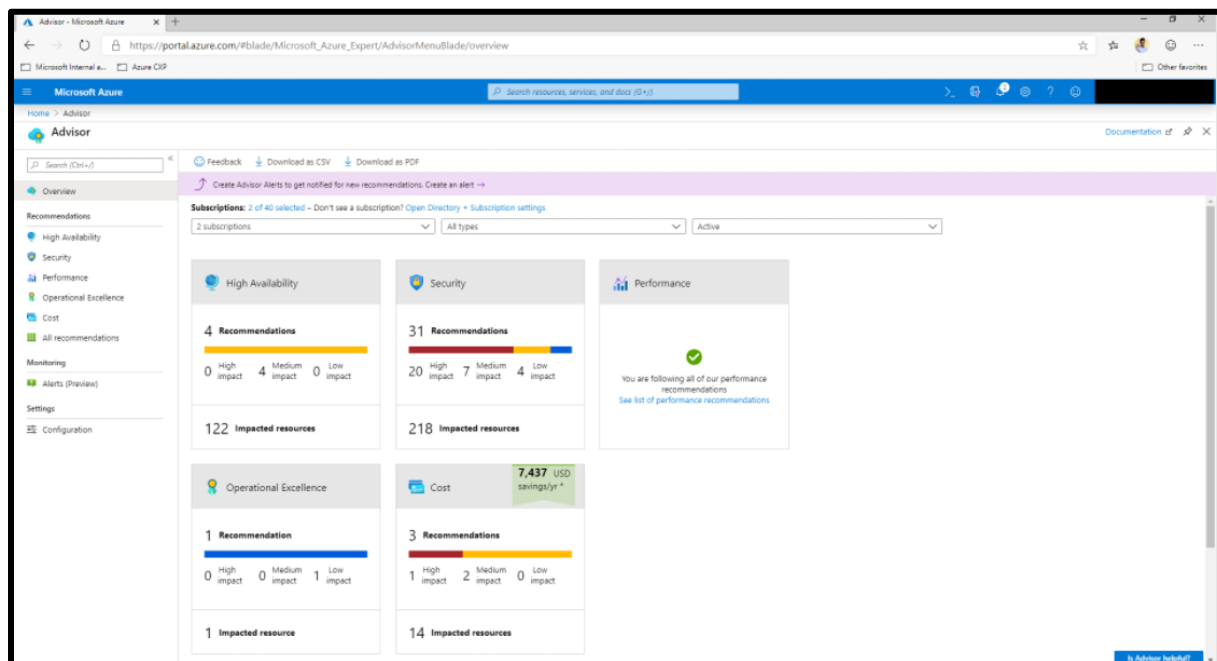 Advisor - Microsoft Azure
https://portal.azure.com/#blade/Microsoft_Azure_Expert/AdvisorMenuBlade/overview
Microsoft Internal a... Azure CXP Other favorites
Microsoft Azure Search resources, services, and docs (G+/)
Home > Advisor
Advisor Documentation
Search (Ctrl+/)
Feedback Download as CSV Download as PDF
Create Advisor Alerts to get notified for new recommendations. Create an alert →
Overview
Recommendations
High Availability
Security
Performance
Operational Excellence
Cost
All recommendations
Monitoring
Alerts (Preview)
Settings
Configuration
Subscriptions: 2 of 40 selected – Don't see a subscription? Open Directory + Subscription settings
2 subscriptions All types Active
High Availability
4 Recommendations
0 High impact 4 Medium impact 0 Low impact
122 Impacted resources
Security
31 Recommendations
20 High impact 7 Medium impact 4 Low impact
218 Impacted resources
Performance
You are following all of our performance
recommendations
See list of performance recommendations
Operational Excellence
1 Recommendation
0 High impact 0 Medium impact 1 Low impact
1 Impacted resource
Cost
7,437 USD
savings/yr *
3 Recommendations
1 High impact 2 Medium impact 0 Low impact
14 Impacted resources
Is Advisor helpful?